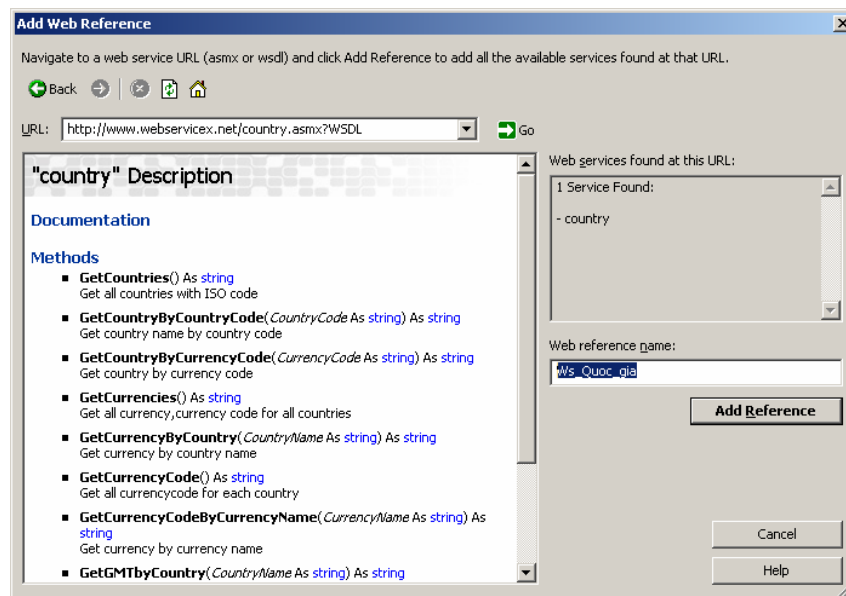 Add Web Reference
Navigate to a web service URL (asmx or wsdl) and click Add Reference to add all the available services found at that URL.
Back
URL: http://www.webservicex.net/country.asmx?WSDL Go
"country" Description
Documentation
Methods
GetCountries() As string
Get all countries with ISO code
GetCountryByCountryCode(CountryCode As string) As string
Get country name by country code
GetCountryByCurrencyCode(CurrencyCode As string) As string
Get country by currency code
GetCurrencies() As string
Get all currency,currency code for all countries
GetCurrencyByCountry(CountryName As string) As string
Get currency by country name
GetCurrencyCode() As string
Get all currencycode for each country
GetCurrencyCodeByCurrencyName(CurrencyName As string) As
string
Get currency by currency name
GetGMTbyCountry(CountryName As string) As string
Web services found at this URL:
1 Service Found:
- country
Web reference name:
Ws_Quoc_gia
Add Reference
Cancel
Help